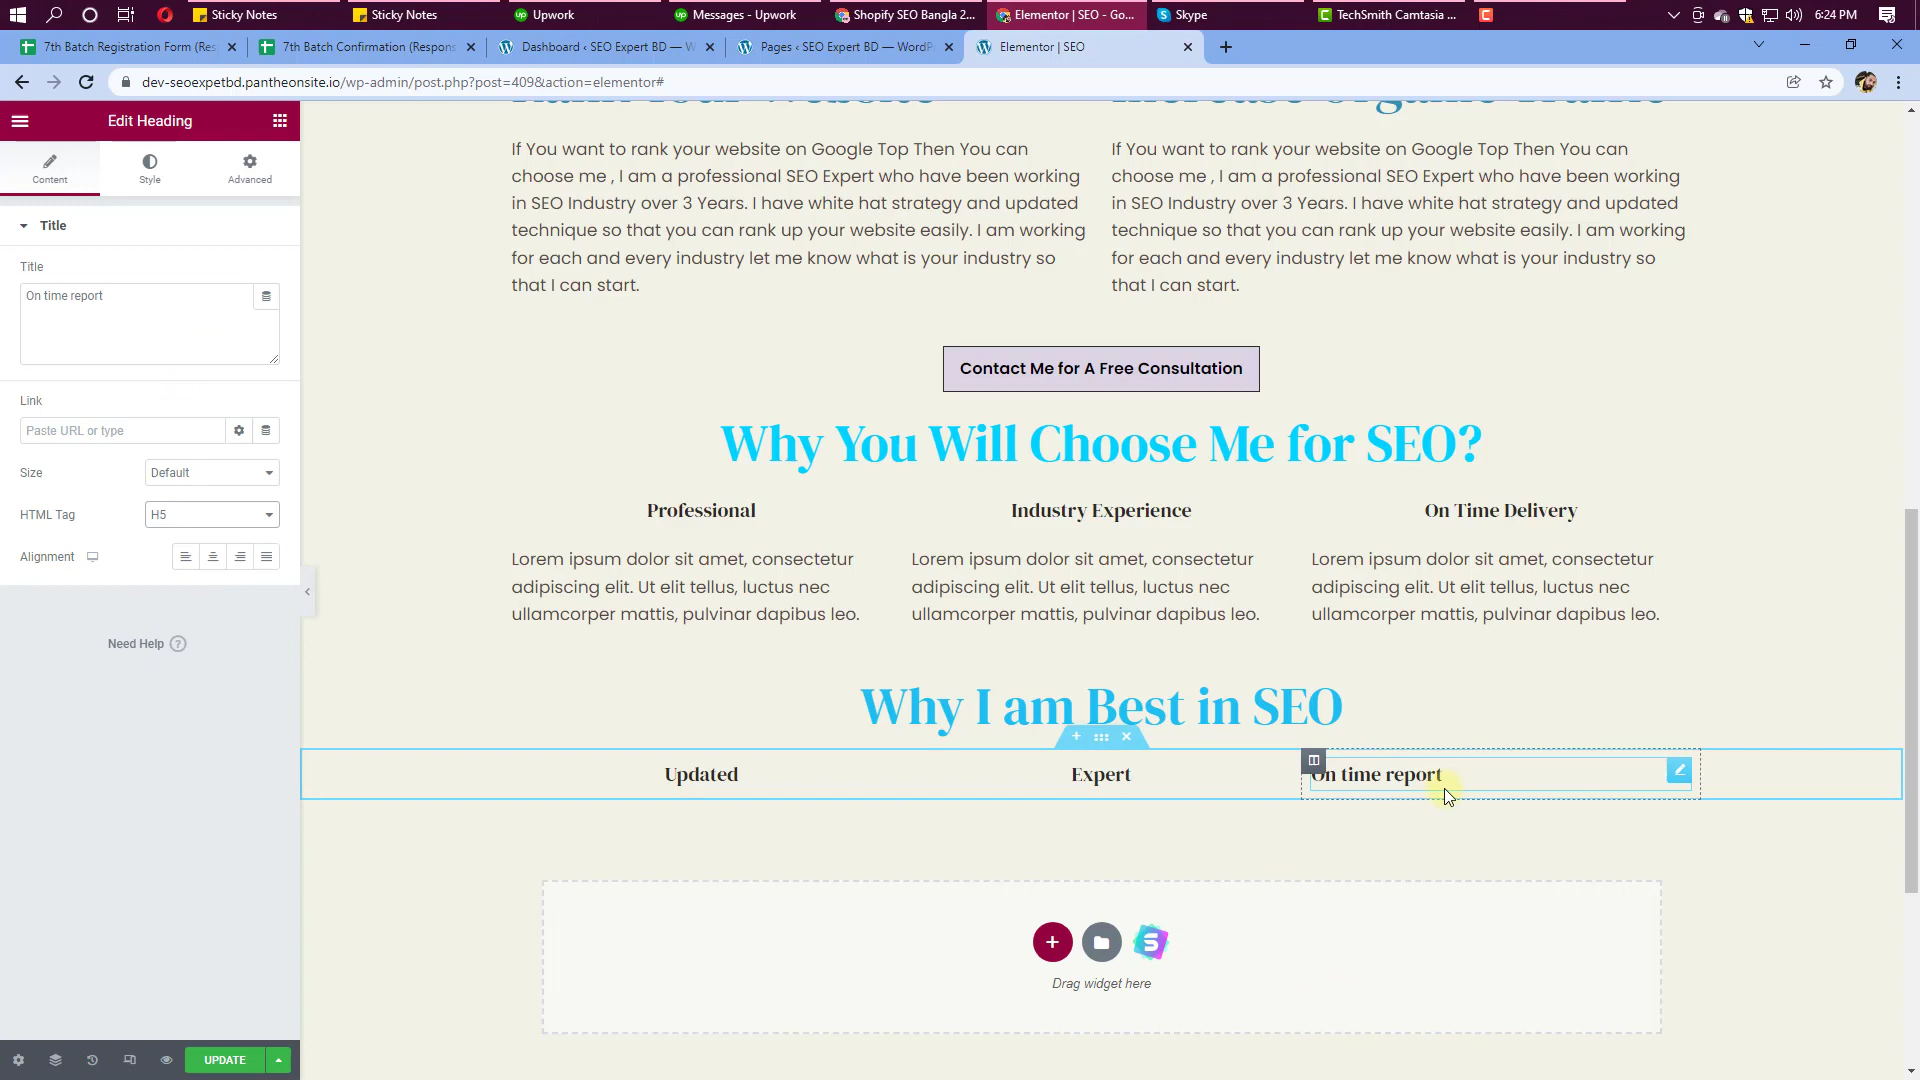 Sticky Notes
Sticky Notes
Upwork
Messages - Upwork
Shopify SEO Bangla 2...
Elementor | SEO - Go...
Skype
TechSmith Camtasia ...
6:24 PM
7th Batch Registration Form (Res
7th Batch Confirmation (Respons
Dashboard ‹ SEO Expert BD — W
Pages ‹ SEO Expert BD — WordP
Elementor | SEO
dev-seoexpetbd.pantheonsite.io/wp-admin/post.php?post=409&action=elementor#
Edit Heading
Content
Style
Advanced
Title
Title
On time report
Link
Paste URL or type
Size
Default
HTML Tag
H5
Alignment
Need Help ?
UPDATE
If You want to rank your website on Google Top Then You can
choose me , I am a professional SEO Expert who have been working
in SEO Industry over 3 Years. I have white hat strategy and updated
technique so that you can rank up your website easily. I am working
for each and every industry let me know what is your industry so
that I can start.
If You want to rank your website on Google Top Then You can
choose me , I am a professional SEO Expert who have been working
in SEO Industry over 3 Years. I have white hat strategy and updated
technique so that you can rank up your website easily. I am working
for each and every industry let me know what is your industry so
that I can start.
Contact Me for A Free Consultation
Why You Will Choose Me for SEO?
Professional
Industry Experience
On Time Delivery
Lorem ipsum dolor sit amet, consectetur
adipiscing elit. Ut elit tellus, luctus nec
ullamcorper mattis, pulvinar dapibus leo.
Lorem ipsum dolor sit amet, consectetur
adipiscing elit. Ut elit tellus, luctus nec
ullamcorper mattis, pulvinar dapibus leo.
Lorem ipsum dolor sit amet, consectetur
adipiscing elit. Ut elit tellus, luctus nec
ullamcorper mattis, pulvinar dapibus leo.
Why I am Best in SEO
Updated
Expert
On time report
Drag widget here